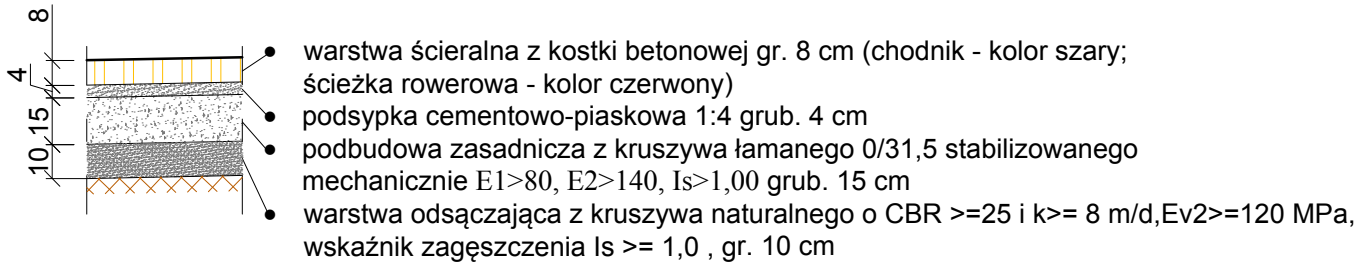 8
4
15
10
warstwa ścieralna z kostki betonowej gr. 8 cm (chodnik - kolor szary;
ścieżka rowerowa - kolor czerwony)
podsypka cementowo-piaskowa 1:4 grub. 4 cm
podbudowa zasadnicza z kruszywa łamanego 0/31,5 stabilizowanego
mechanicznie E1>80, E2>140, Is>1,00 grub. 15 cm
warstwa odsączająca z kruszywa naturalnego o CBR >=25 i k>= 8 m/d,Ev2>=120 MPa,
wskaźnik zagęszczenia Is >= 1,0 , gr. 10 cm